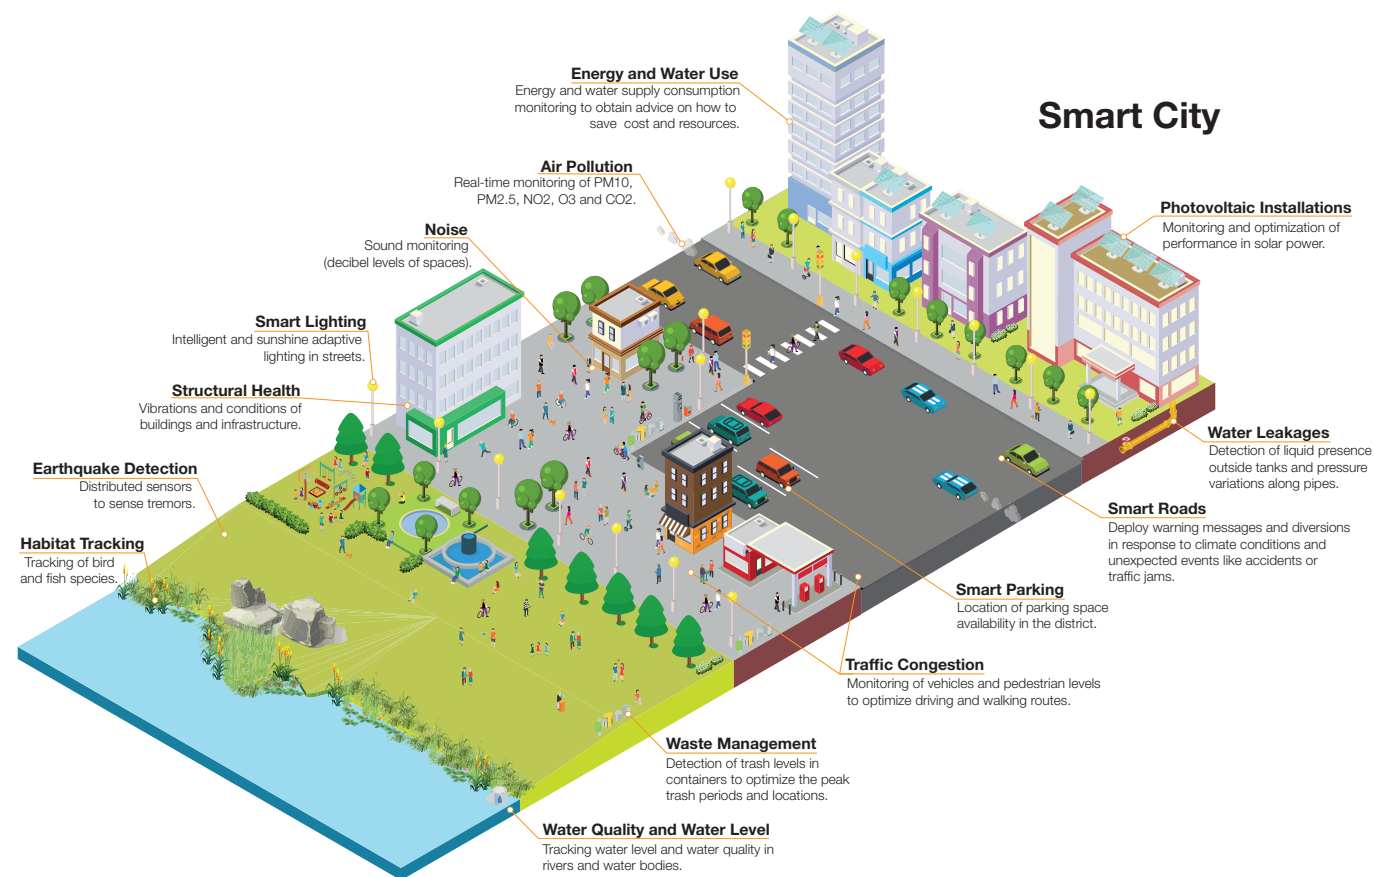 Smart City
Energy and Water Use
Energy and water supply consumption
monitoring to obtain advice on how to
save cost and resources.
Air Pollution
Real-time monitoring of PM10,
PM2.5, NO2, O3 and CO2.
Noise
Sound monitoring
(decibel levels of spaces).
Smart Lighting
Intelligent and sunshine adaptive
lighting in streets.
Structural Health
Vibrations and conditions of
buildings and infrastructure.
Earthquake Detection
Distributed sensors
to sense tremors.
Habitat Tracking
Tracking of bird
and fish species.
Photovoltaic Installations
Monitoring and optimization of
performance in solar power.
Water Leakages
Detection of liquid presence
outside tanks and pressure
variations along pipes.
Smart Roads
Deploy warning messages and diversions
in response to climate conditions and
unexpected events like accidents or
traffic jams.
Smart Parking
Location of parking space
availability in the district.
Traffic Congestion
Monitoring of vehicles and pedestrian levels
to optimize driving and walking routes.
Waste Management
Detection of trash levels in
containers to optimize the peak
trash periods and locations.
Water Quality and Water Level
Tracking water level and water quality in
rivers and water bodies.